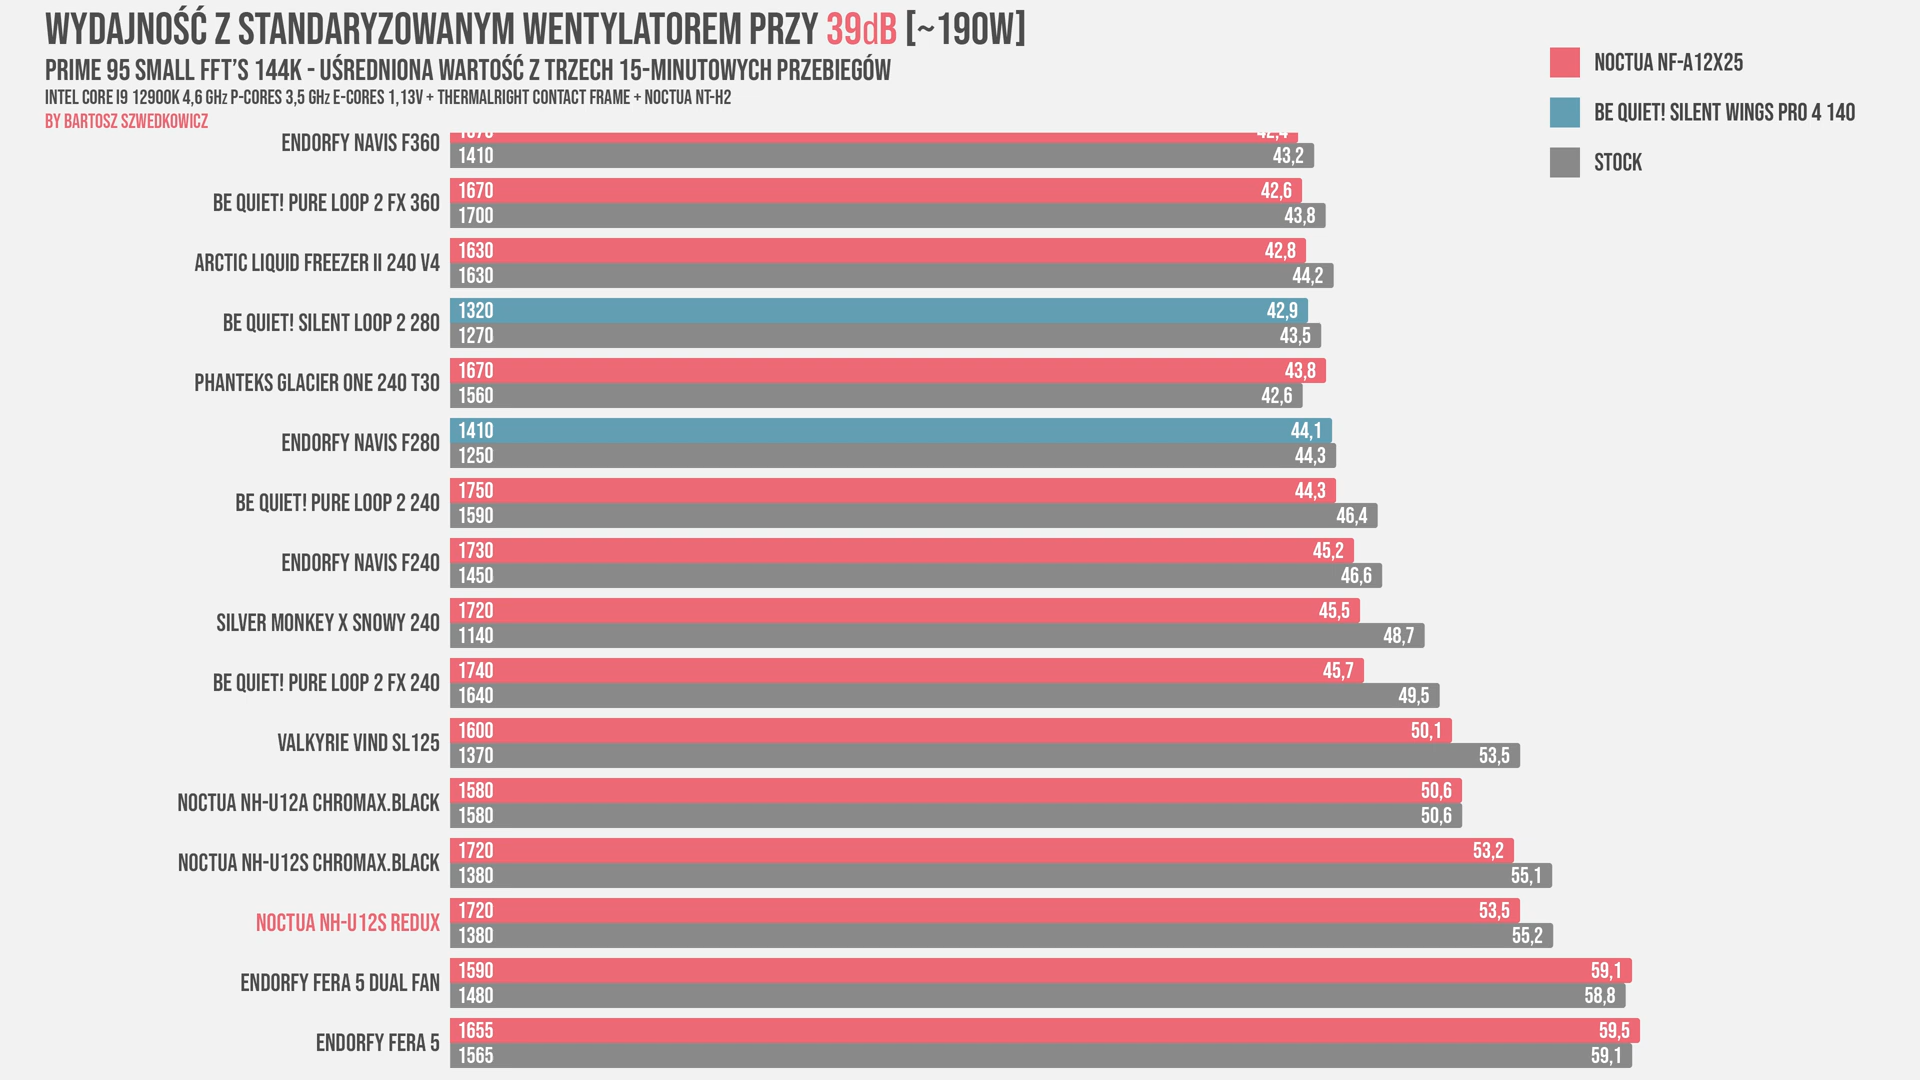 WYDAJNOŚĆ Z STANDARYZOWANYM WENTYLATOREM PRZY 39dB [~190W]
PRIME 95 SMALL FFT'S 144K - UŚREDNIONA WARTOŚĆ Z TRZECH 15-MINUTOWYCH PRZEBIEGÓW
INTEL CORE I9 12900K 4,6 GHz P-CORES 3,5 GHz E-CORES 1,13V + THERMALRIGHT CONTACT FRAME + NOCTUA NT-H2
BY BARTOSZ SZWEDKOWICZ
NOCTUA NF-A12X25
BE QUIET! SILENT WINGS PRO 4 140
STOCK
ENDORFY NAVIS F360
42,4
1410 43,2
BE QUIET! PURE LOOP 2 FX 360
1670 42,6
1700 43,8
ARCTIC LIQUID FREEZER II 240 V4
1630 42,8
1630 44,2
BE QUIET! SILENT LOOP 2 280
1320 42,9
1270 43,5
PHANTEKS GLACIER ONE 240 T30
1670 43,8
1560 42,6
ENDORFY NAVIS F280
1410 44,1
1250 44,3
BE QUIET! PURE LOOP 2 240
1750 44,3
1590 46,4
ENDORFY NAVIS F240
1730 45,2
1450 46,6
SILVER MONKEY X SNOWY 240
1720 45,5
1140 48,7
BE QUIET! PURE LOOP 2 FX 240
1740 45,7
1640 49,5
VALKYRIE VIND SL125
1600 50,1
1370 53,5
NOCTUA NH-U12A CHROMAX.BLACK
1580 50,6
1580 50,6
NOCTUA NH-U12S CHROMAX.BLACK
1720 53,2
1380 55,1
NOCTUA NH-U12S REDUX
1720 53,5
1380 55,2
ENDORFY FERA 5 DUAL FAN
1590 59,1
1480 58,8
ENDORFY FERA 5
1655 59,5
1565 59,1